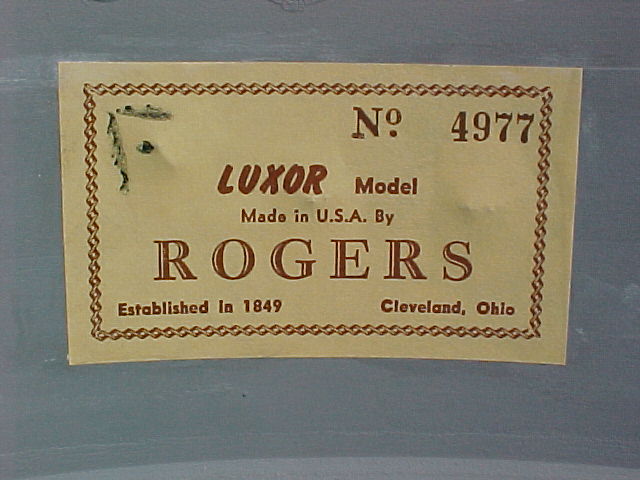 Nº 4977
LUXOR Model
Made in U.S.A. By
ROGERS
Established in 1849 Cleveland, Ohio